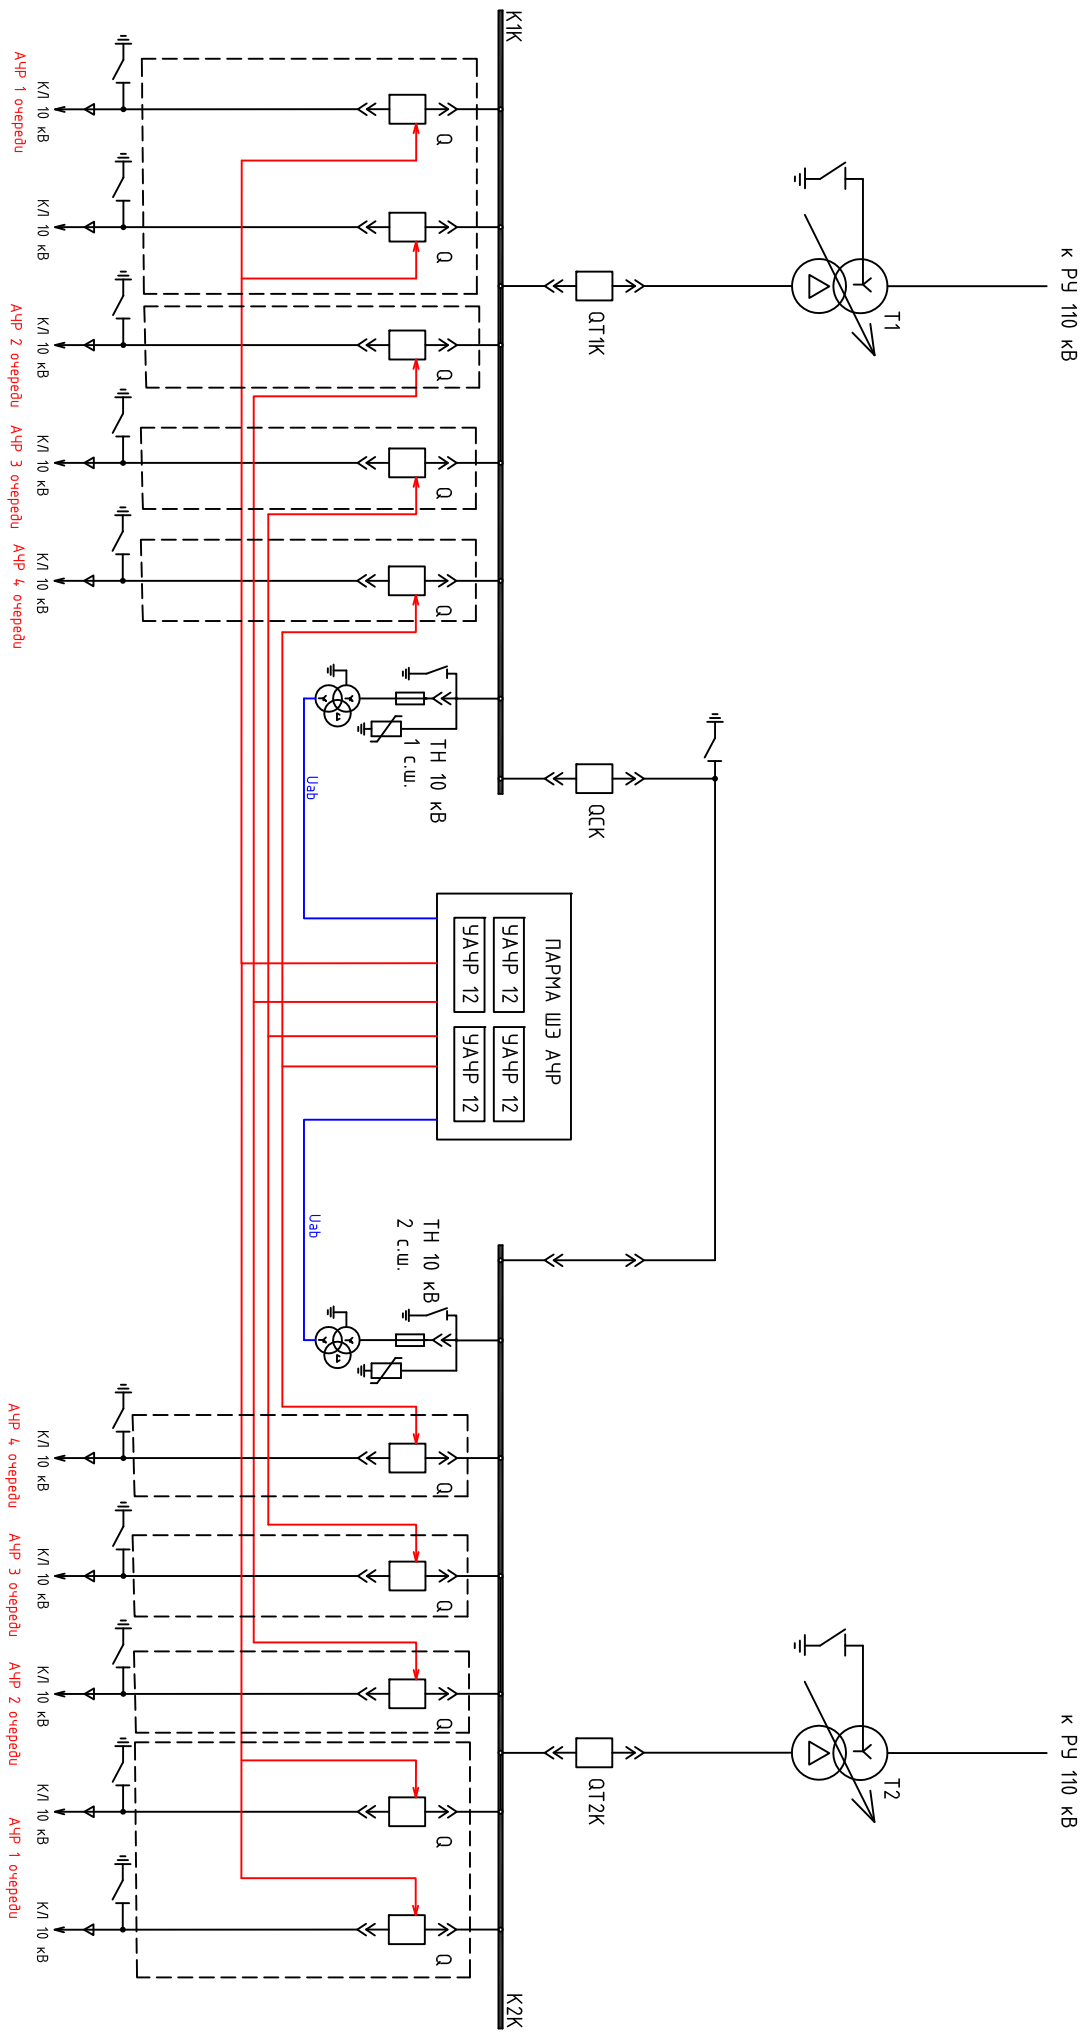 к РУ 110 кВ
к РУ 110 кВ
Т1
Т2
QT1K
QCK
QT2K
К1К
К2К
ПАРМА ШЭ АЧР
УАЧР 12
УАЧР 12
УАЧР 12
УАЧР 12
Q
Q
Q
Q
Q
ТН 10 кВ
1 с.ш.
ТН 10 кВ
2 с.ш.
Q
Q
Q
Q
Q
Uab
Uab
КЛ 10 кВ
КЛ 10 кВ
КЛ 10 кВ
КЛ 10 кВ
КЛ 10 кВ
КЛ 10 кВ
КЛ 10 кВ
КЛ 10 кВ
КЛ 10 кВ
КЛ 10 кВ
АЧР 1 очереди
АЧР 2 очереди
АЧР 3 очереди
АЧР 4 очереди
АЧР 4 очереди
АЧР 3 очереди
АЧР 2 очереди
АЧР 1 очереди